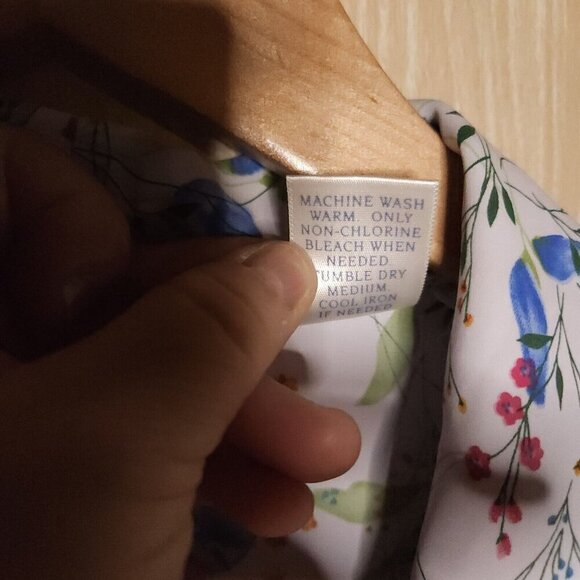 MACHINE WASH
WARM. ONLY
NON-CHLORINE
BLEACH WHEN
NEEDED
TUMBLE DRY
MEDIUM.
COOL IRON
IF NEEDED